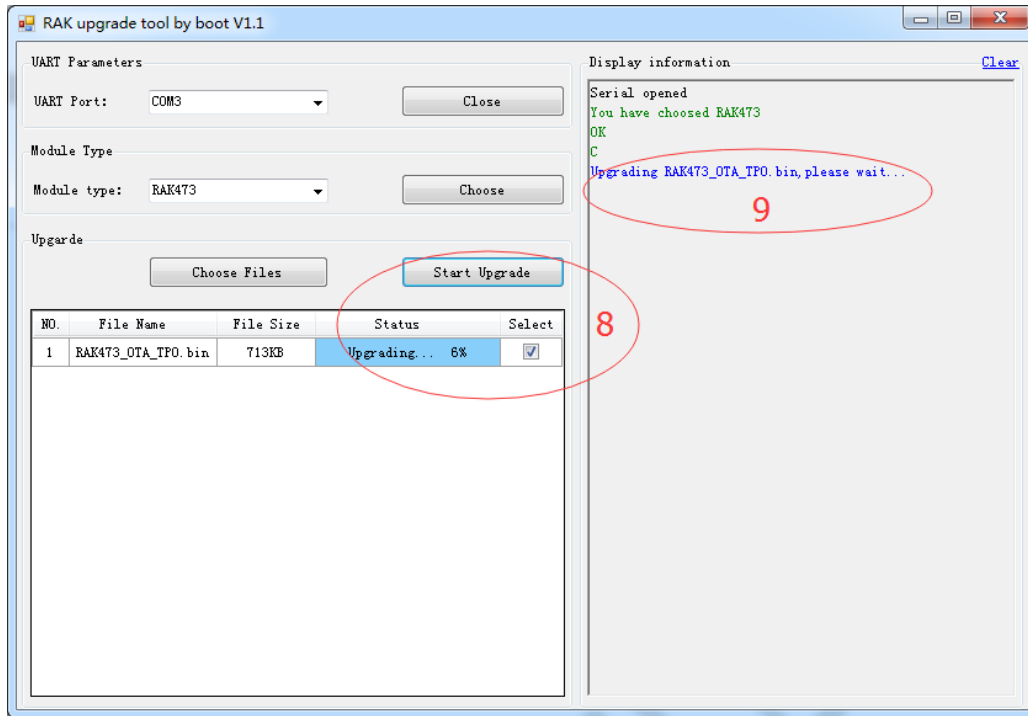 RAK upgrade tool by boot V1.1
UART Parameters
UART Port: COM3 Close
Module Type
Module type: RAK473 Choose
Upgarde
Choose Files Start Upgrade
NO. File Name File Size Status Select
1 RAK473_OTA_TPO.bin 713KB Upgrading... 6%
8
Display information Clear
Serial opened
You have choosed RAK473
OK
C
Upgrading RAK473_OTA_TPO.bin,please wait...
9